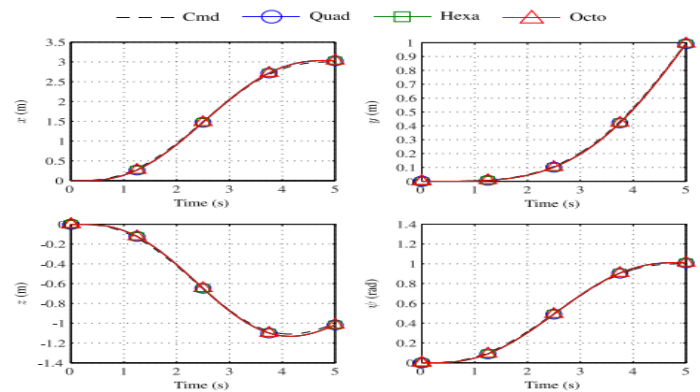 Cmd Quad Hexa Octo
3.5
3
2.5
2
1.5
1
0.5
0
x (m)
0 1 2 3 4 5
Time (s)
1
0.9
0.8
0.7
0.6
0.5
0.4
0.3
0.2
0.1
0
y (m)
0 1 2 3 4 5
Time (s)
0
-0.2
-0.4
-0.6
-0.8
-1
-1.2
-1.4
z (m)
0 1 2 3 4 5
Time (s)
1.4
1.2
1
0.8
0.6
0.4
0.2
0
ψ (rad)
0 1 2 3 4 5
Time (s)